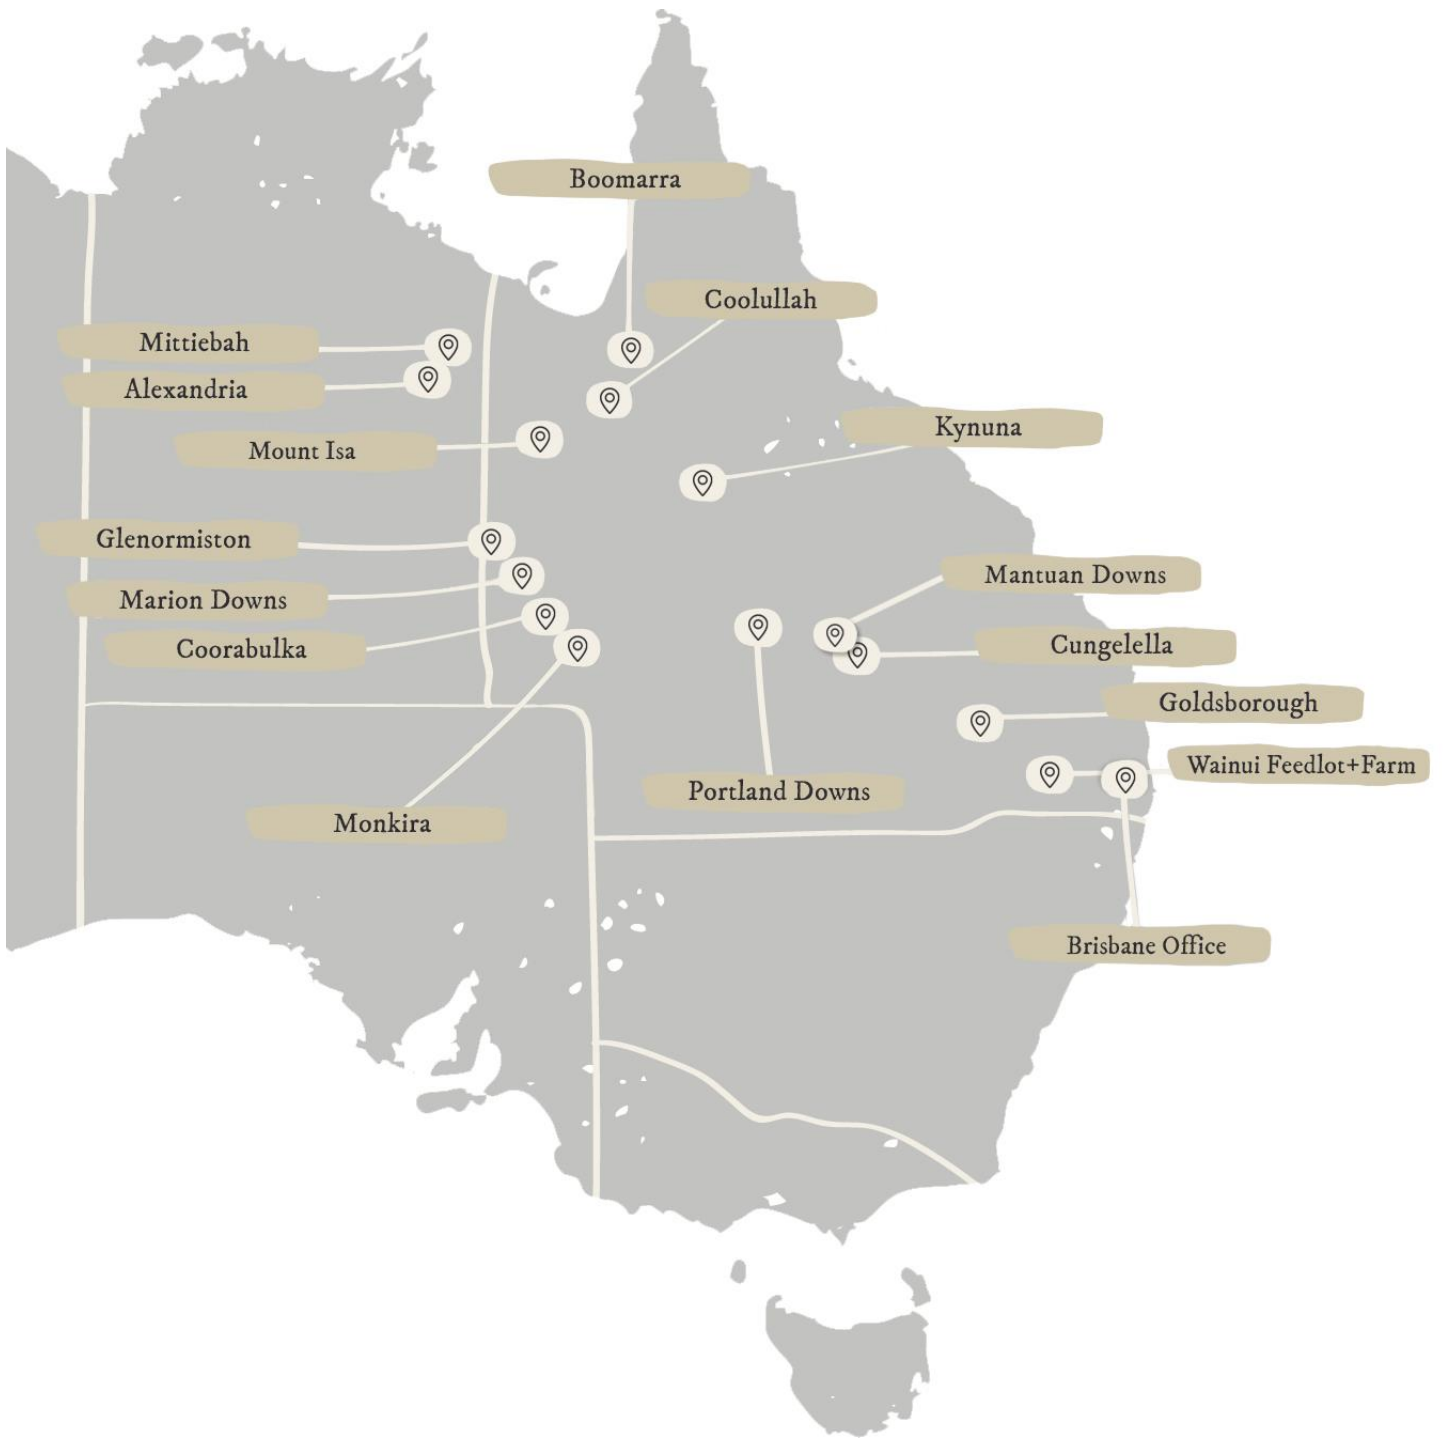 Boomarra
Coolullah
Mittiebah
Alexandria
Kynuna
Mount Isa
Glenormiston
Mantuan Downs
Marion Downs
Cungelella
Coorabulka
Goldsborough
Wainui Feedlot+Farm
Portland Downs
Monkira
Brisbane Office